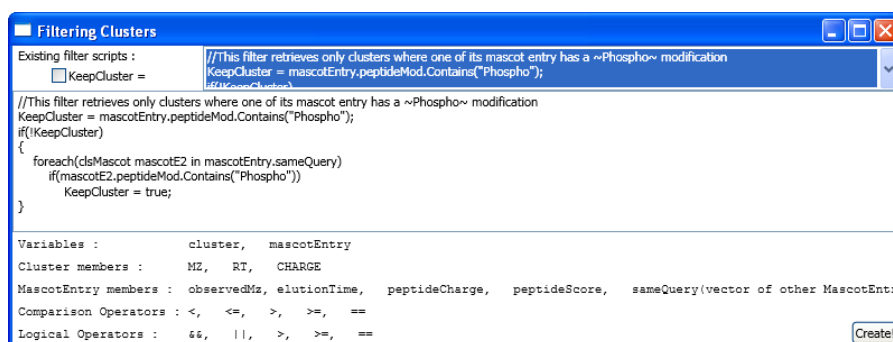 Filtering Clusters
Existing filter scripts :
KeepCluster =
//This filter retrieves only clusters where one of its mascot entry has a ~Phospho~ modification
KeepCluster = mascotEntry.peptideMod.Contains("Phospho");
if(!KeepCluster)
//This filter retrieves only clusters where one of its mascot entry has a ~Phospho~ modification
KeepCluster = mascotEntry.peptideMod.Contains("Phospho");
if(!KeepCluster)
{
foreach(clsMascot mascotE2 in mascotEntry.sameQuery)
if(mascotE2.peptideMod.Contains("Phospho"))
KeepCluster = true;
}
Variables : cluster, mascotEntry
Cluster members : MZ, RT, CHARGE
MascotEntry members : observedMz, elutionTime, peptideCharge, peptideScore, sameQuery(vector of other MascotEnt
Comparison Operators : <, <=, >, >=, ==
Logical Operators : &&, ||, >, >=, ==
Create!